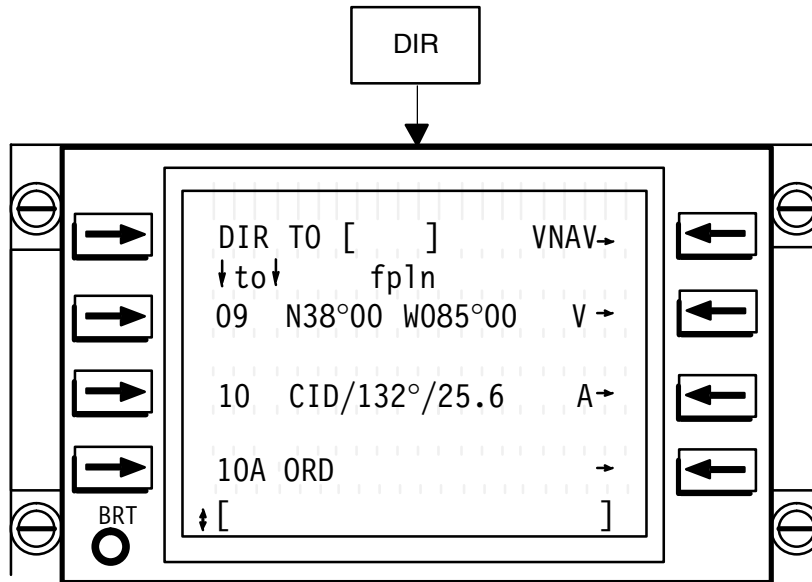 DIR
DIR TO [ ] VNAV→
↓to↓ fpln
09 N38°00 W085°00 V→
10 CID/132°/25.6 A→
10A ORD →
↕[ ]
BRT